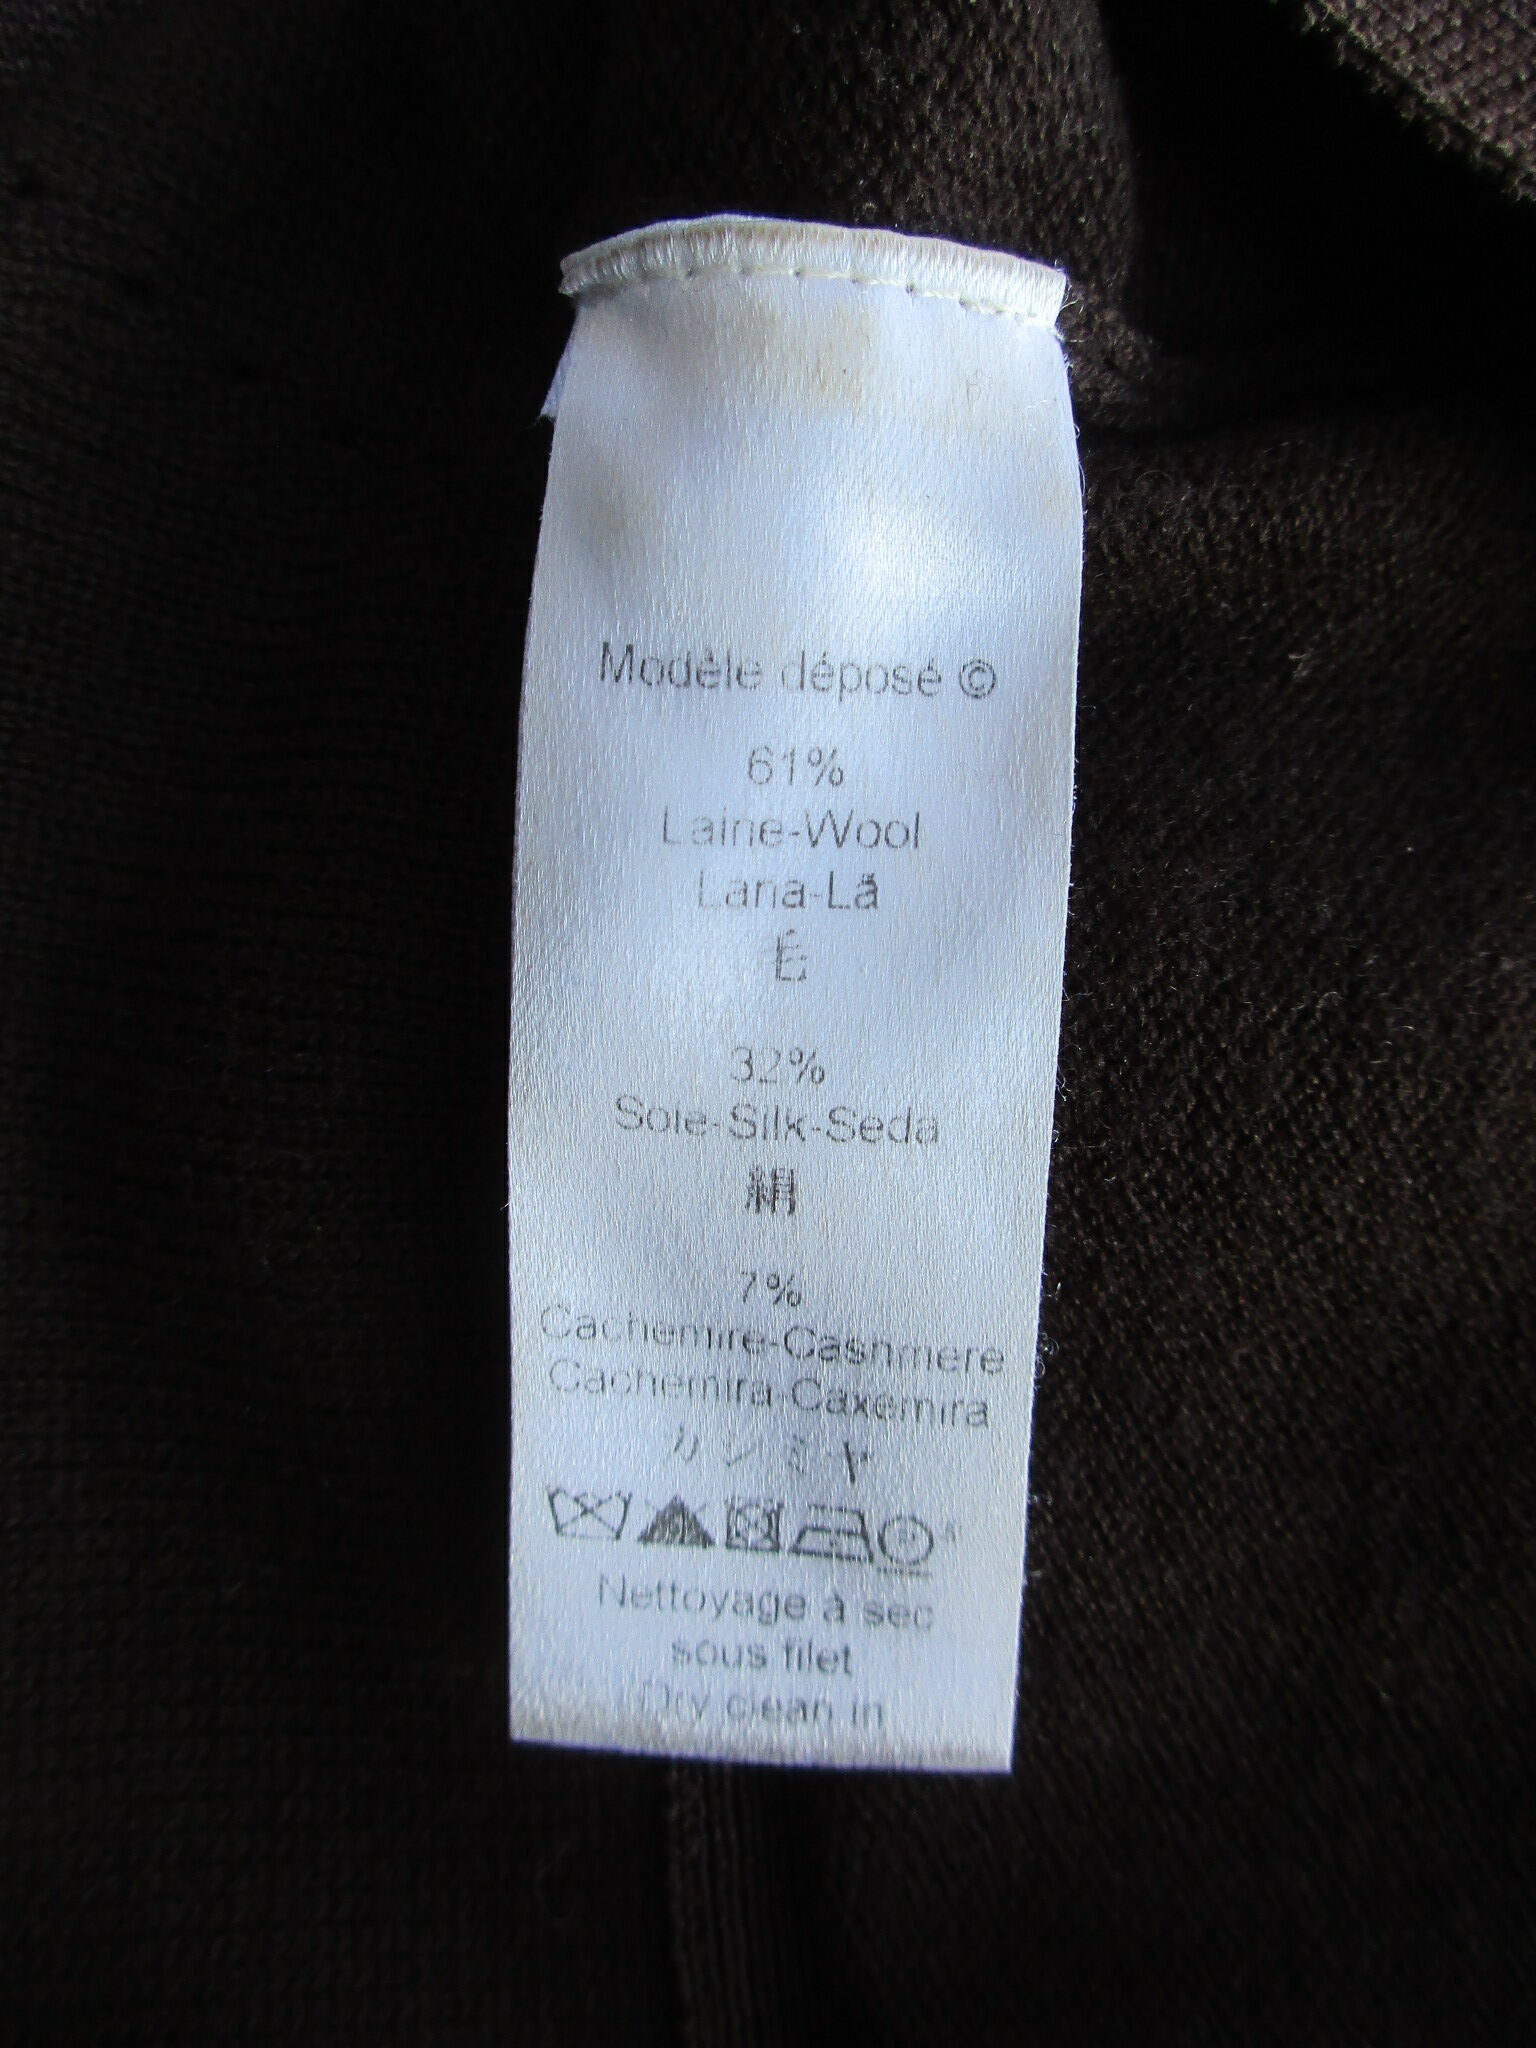 Modèle déposé ©
61%
Laine-Wool
Lana-Lã
毛
32%
Soie-Silk-Seda
絹
7%
Cachemire-Cashmere
Cachemira-Caxemira
カシミヤ
Nettoyage à sec
sous filet
Dry clean in